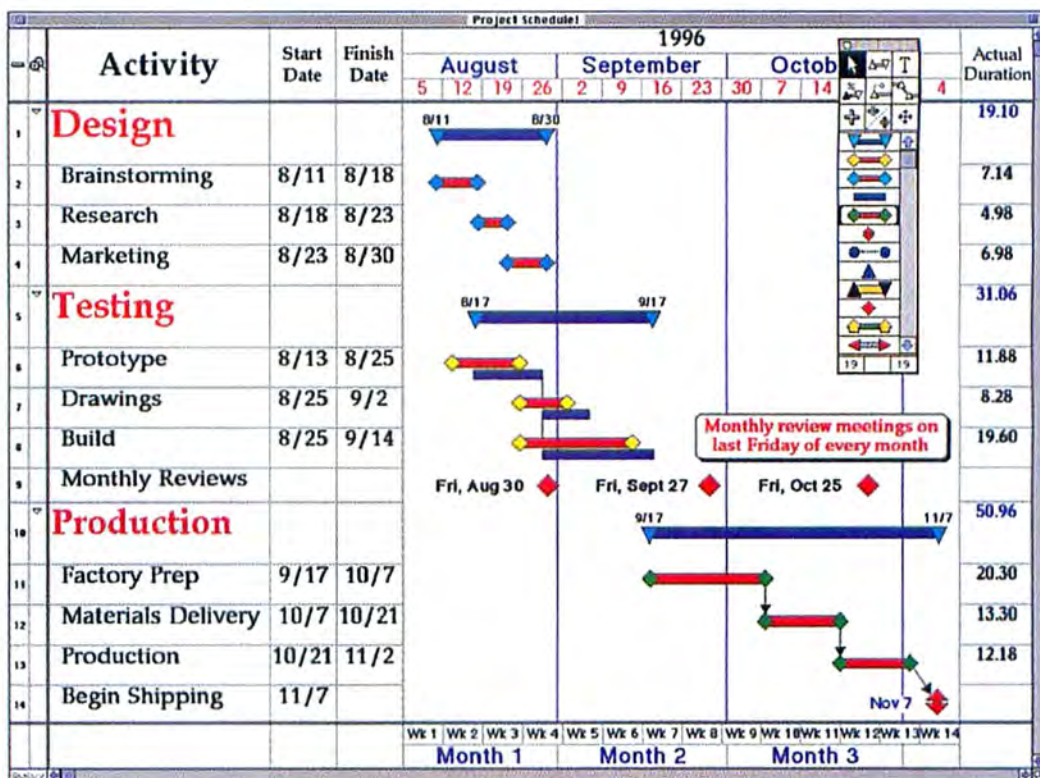 Project Schedule1
Activity
Start Date
Finish Date
1996
August September Octob
Actual Duration
5 12 19 26 2 9 16 23 30 7 14 4
T
1 Design 8/11 8/30 19.10
2 Brainstorming 8/11 8/18 7.14
3 Research 8/18 8/23 4.98
4 Marketing 8/23 8/30 6.98
5 Testing 8/17 9/17 31.06
6 Prototype 8/13 8/25 11.88
19 19
7 Drawings 8/25 9/2 8.28
8 Build 8/25 9/14 19.60
Monthly review meetings on
last Friday of every month
9 Monthly Reviews Fri, Aug 30 Fri, Sept 27 Fri, Oct 25
10 Production 9/17 11/7 50.96
11 Factory Prep 9/17 10/7 20.30
12 Materials Delivery 10/7 10/21 13.30
13 Production 10/21 11/2 12.18
14 Begin Shipping 11/7 Nov 7
Wk 1 Wk 2 Wk 3 Wk 4 Wk 5 Wk 6 Wk 7 Wk 8 Wk 9 Wk 10 Wk 11 Wk 12 Wk 13 Wk 14
Month 1 Month 2 Month 3